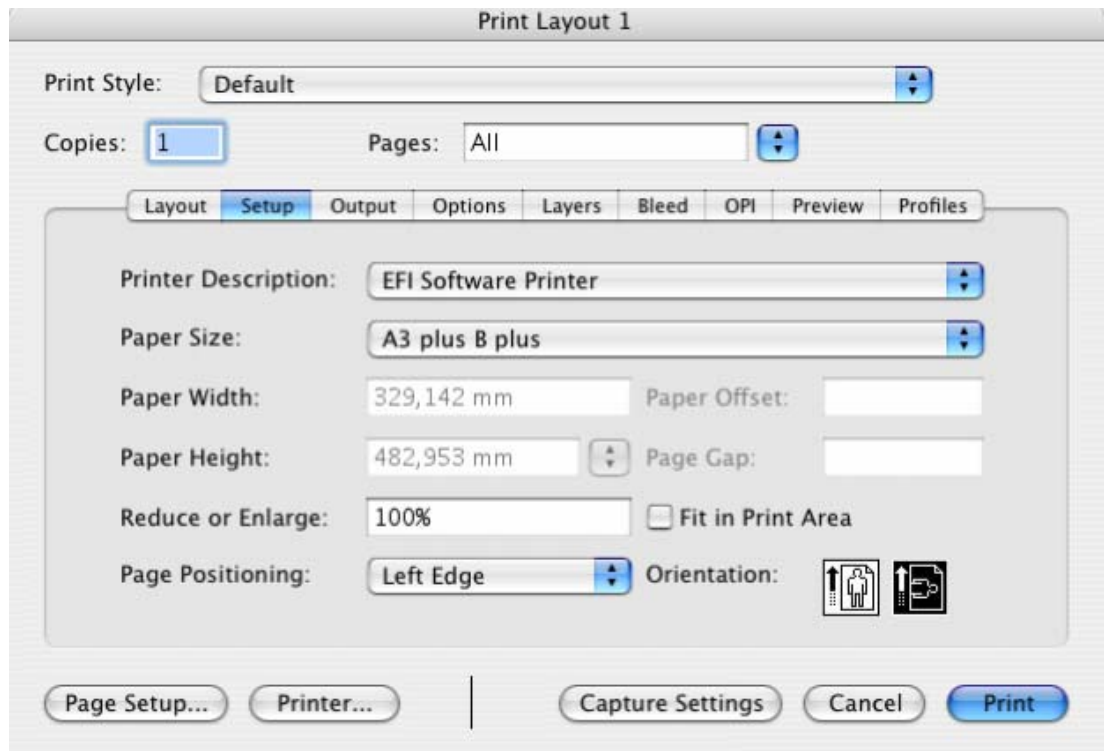 Print Layout 1
Print Style: Default
Copies: 1 Pages: All
Layout Setup Output Options Layers Bleed OPI Preview Profiles
Printer Description: EFI Software Printer
Paper Size: A3 plus B plus
Paper Width: 329,142 mm Paper Offset:
Paper Height: 482,953 mm Page Gap:
Reduce or Enlarge: 100% Fit in Print Area
Page Positioning: Left Edge Orientation:
Page Setup... Printer... Capture Settings Cancel Print